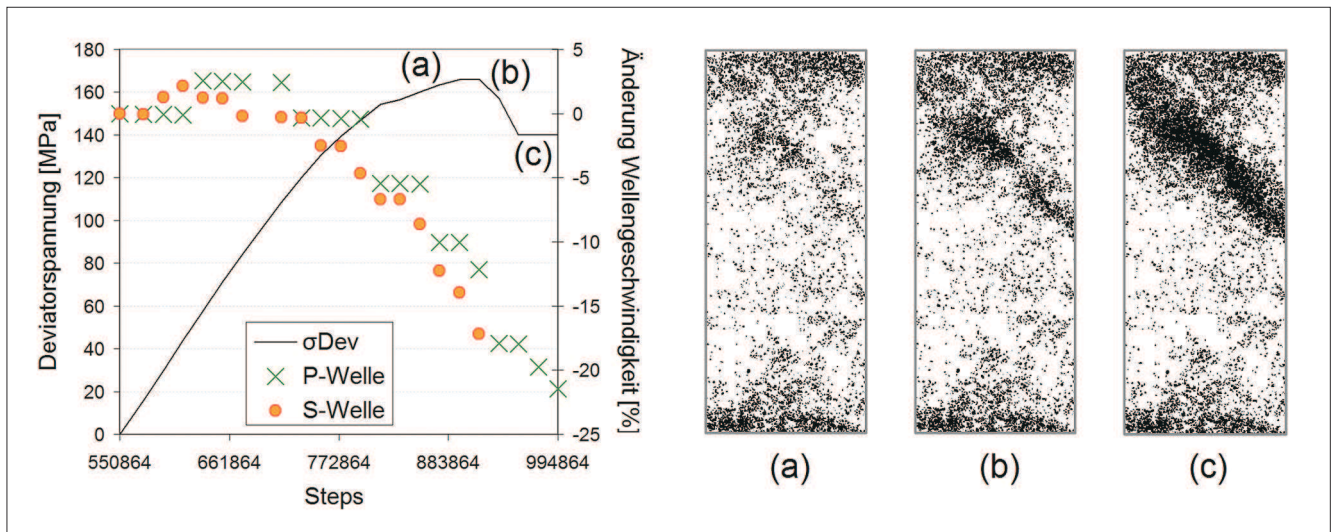 180
160
140
120
100
80
60
40
20
0
Deviatorspannung [MPa]
5
0
-5
-10
-15
-20
-25
Änderung Wellengeschwindigkeit [%]
(a)
(b)
(c)
σDev
P-Welle
S-Welle
550864 661864 772864 883864 994864
Steps
(a) (b) (c)